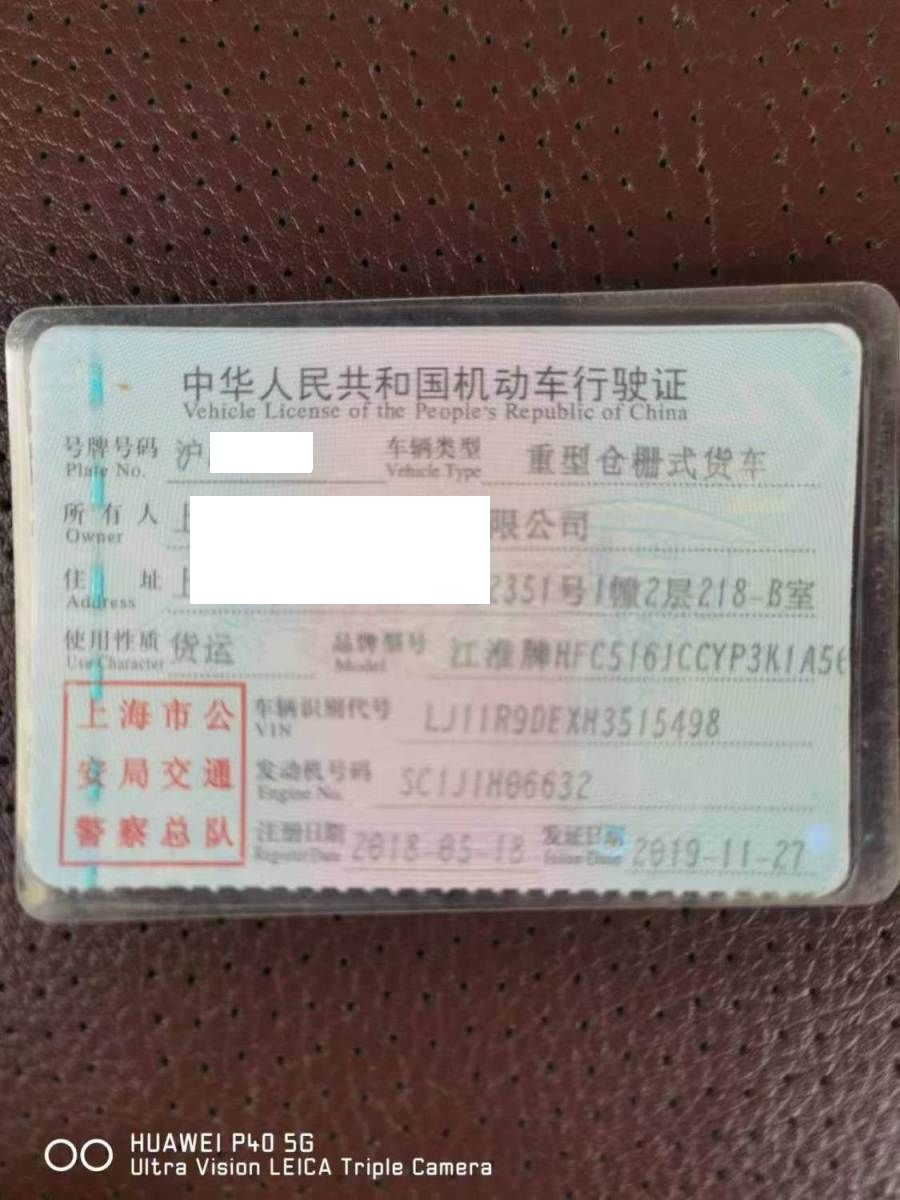 中华人民共和国机动车行驶证
Vehicle License of the People's Republic of China
号牌号码 沪 车辆类型 重型仓栅式货车
Plate No. Vehicle Type
所有人 上 限公司
Owner
住址 上 2351号1幢2层218-B室
Address
使用性质 货运 品牌型号 江淮牌HFC5161CCYP3K1A5
Use Character Model
上海市公
安局交通
警察总队
车辆识别代号 LJ11R9DEXH3515498
VIN
发动机号码 SC1J1H06632
Engine No.
注册日期 2018-05-18 发证日期 2019-11-27
Register Date Issue Date
HUAWEI P40 5G
Ultra Vision LEICA Triple Camera